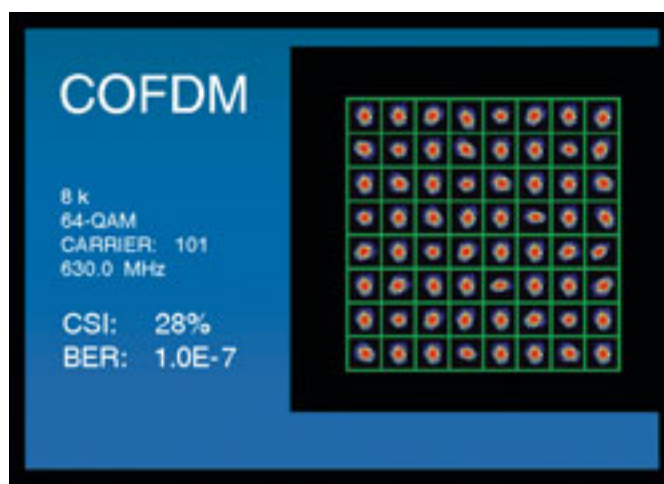 COFDM
8 k
64-QAM
CARRIER: 101
630.0 MHz
CSI: 28%
BER: 1.0E-7